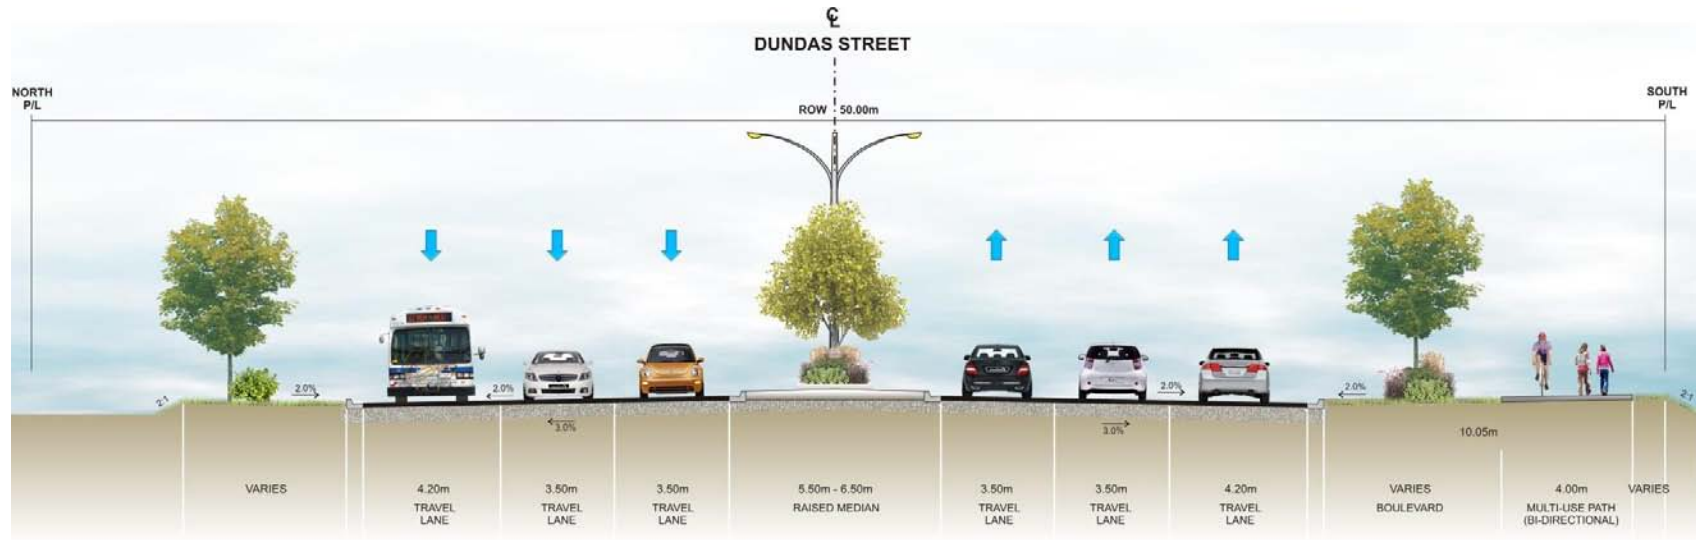 ℄
DUNDAS STREET
NORTH
P/L
SOUTH
P/L
ROW 50.00m
2:1
2.0%
2.0%
3.0%
2.0%
3.0%
2.0%
2:1
10.05m
VARIES
4.20m
TRAVEL
LANE
3.50m
TRAVEL
LANE
3.50m
TRAVEL
LANE
5.50m - 6.50m
RAISED MEDIAN
3.50m
TRAVEL
LANE
3.50m
TRAVEL
LANE
4.20m
TRAVEL
LANE
VARIES
BOULEVARD
4.00m
MULTI-USE PATH
(BI-DIRECTIONAL)
VARIES